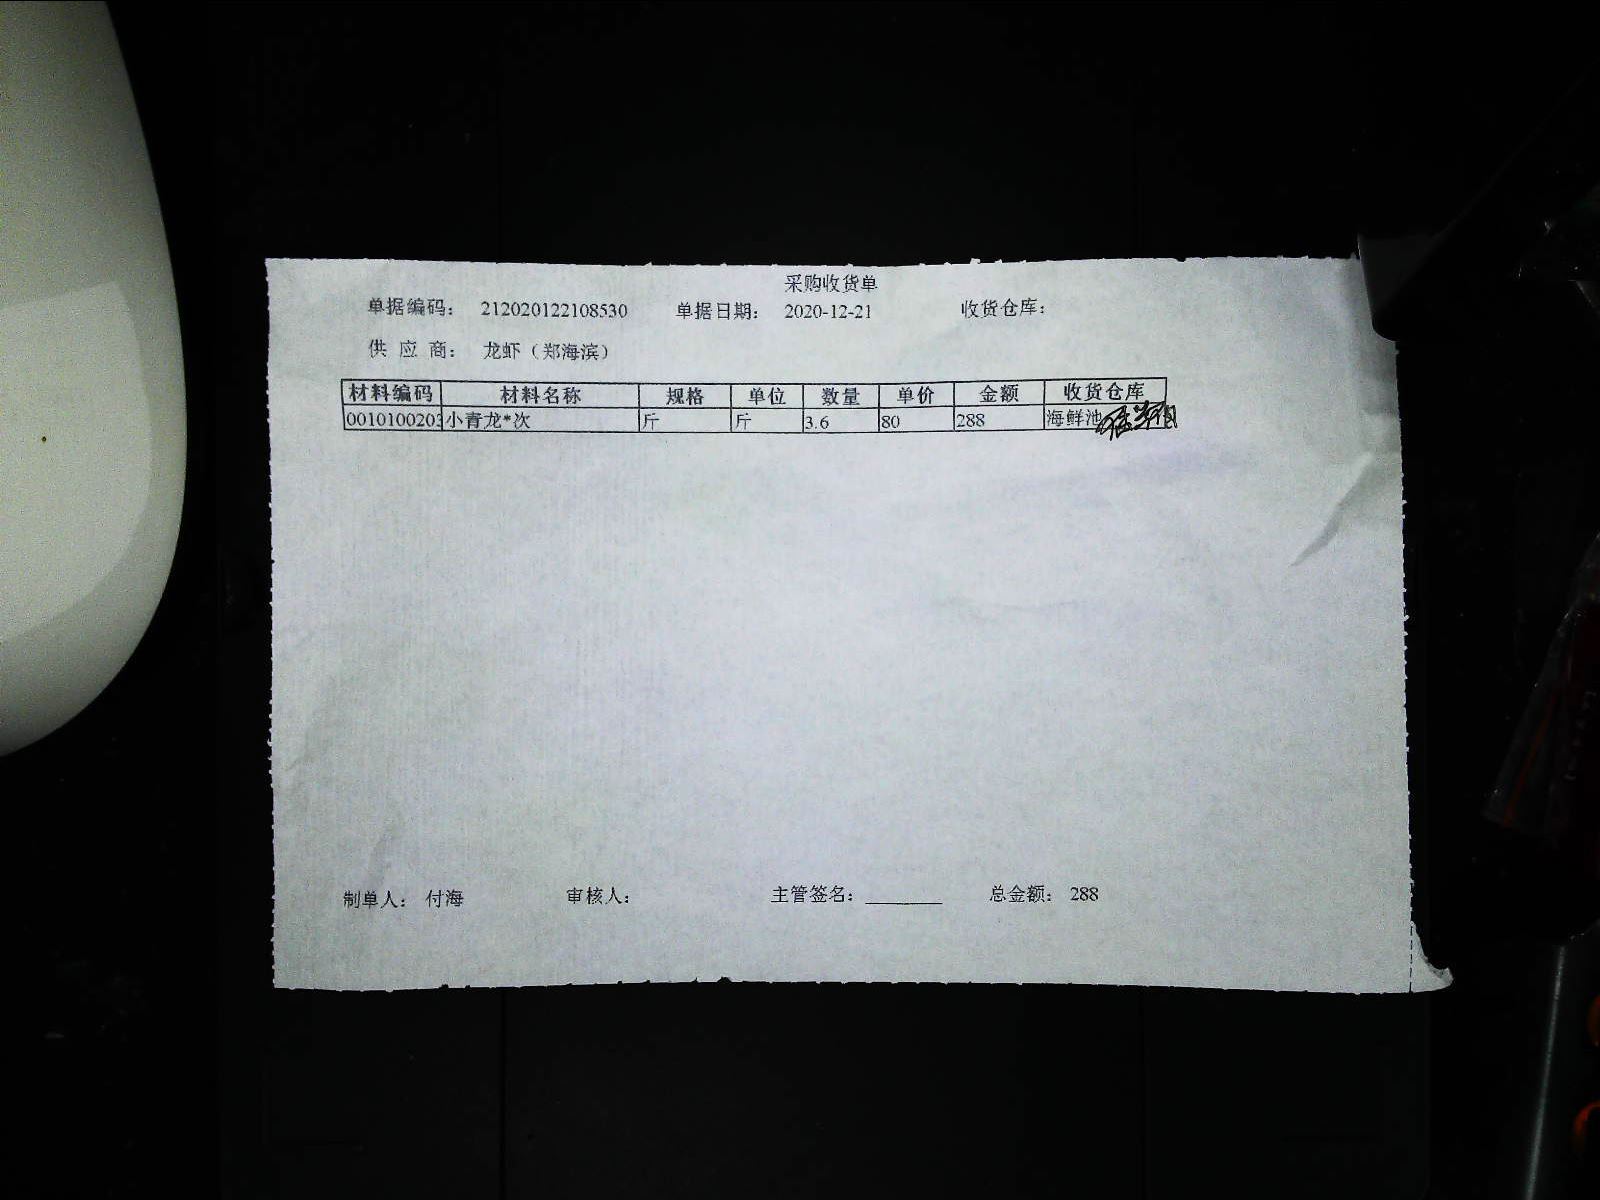 采购收货单
单据编码： 212020122108530 单据日期： 2020-12-21 收货仓库：
供 应 商： 龙虾（郑海滨）
材料编码 材料名称 规格 单位 数量 单价 金额 收货仓库
0010100203 小青龙*次 斤 斤 3.6 80 288 海鲜池
制单人： 付海 审核人： 主管签名： ________ 总金额： 288